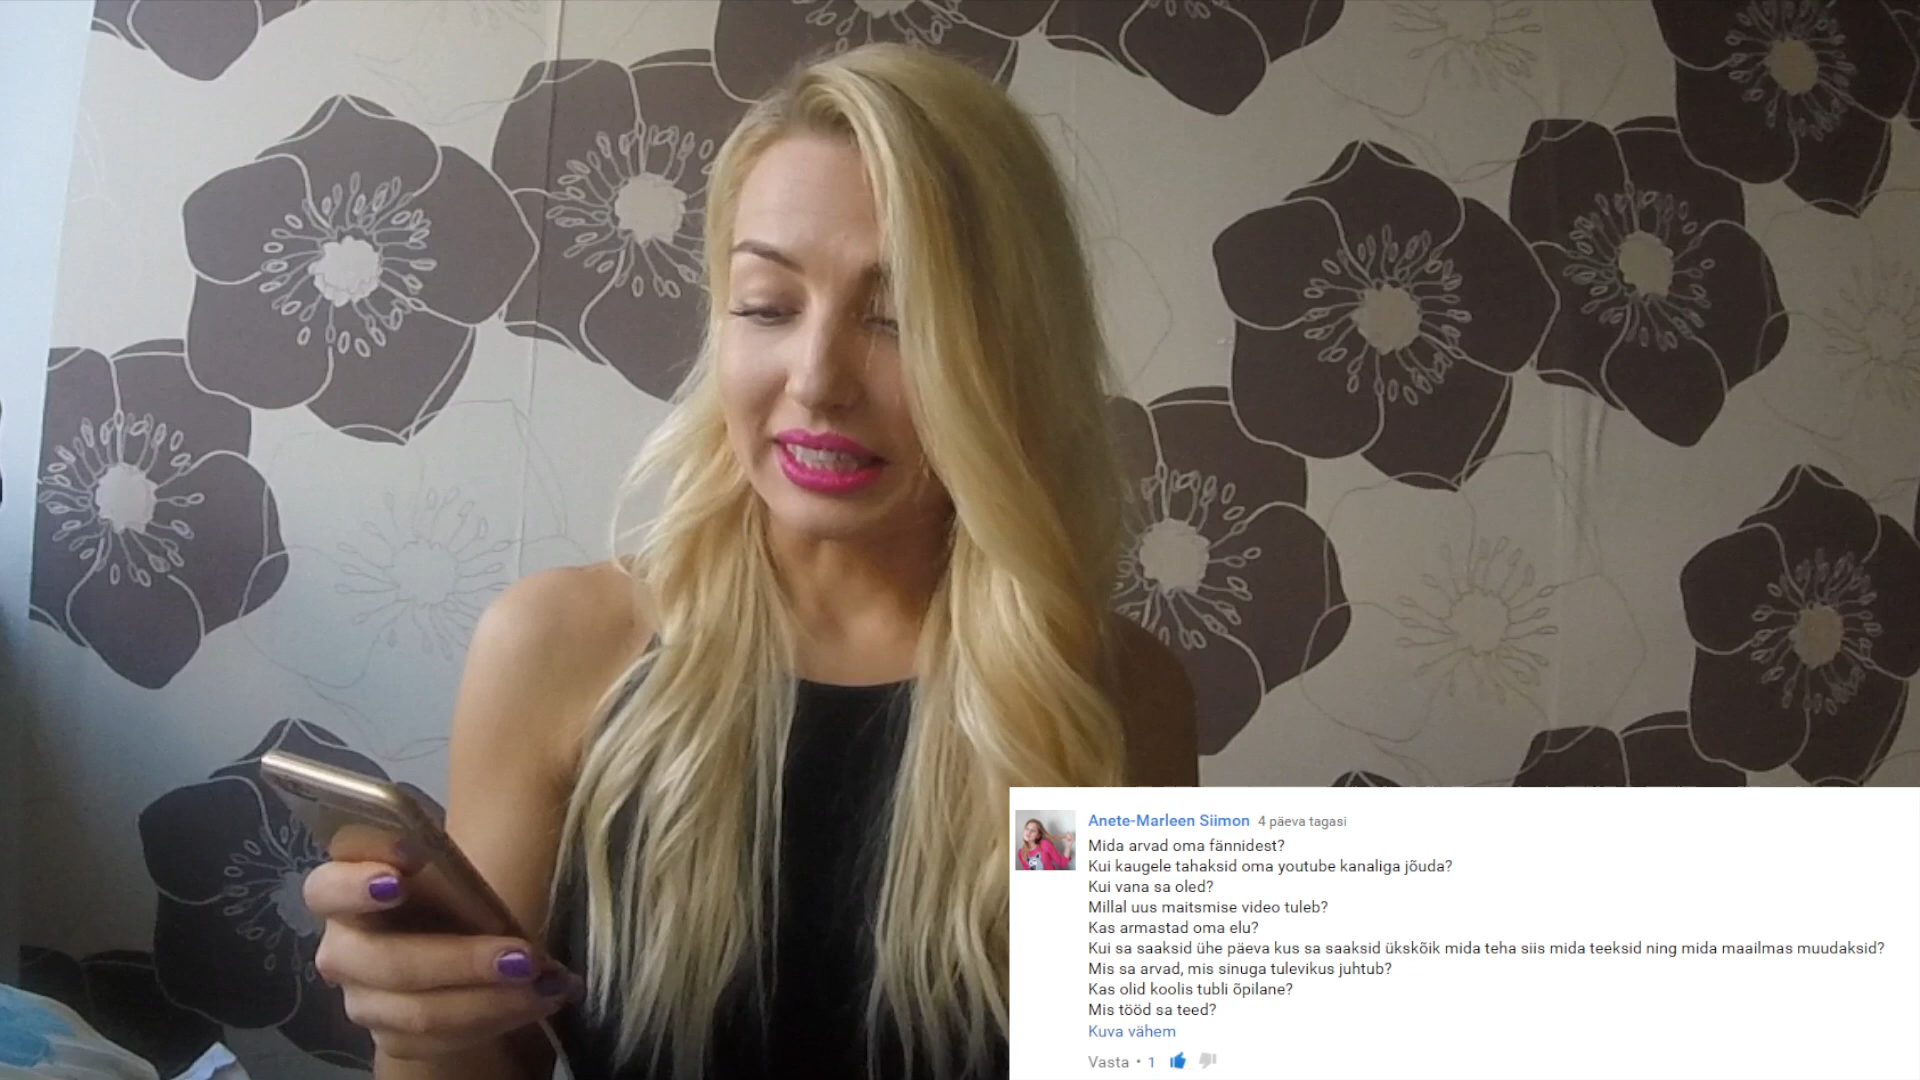 Anete-Marleen Siimon 4 päeva tagasi
Mida arvad oma fännidest?
Kui kaugele tahaksid oma youtube kanaliga jõuda?
Kui vana sa oled?
Millal uus maitsmise video tuleb?
Kas armastad oma elu?
Kui sa saaksid ühe päeva kus sa saaksid ükskõik mida teha siis mida teeksid ning mida maailmas muudaksid?
Mis sa arvad, mis sinuga tulevikus juhtub?
Kas olid koolis tubli õpilane?
Mis tööd sa teed?
Kuva vähem
Vasta • 1